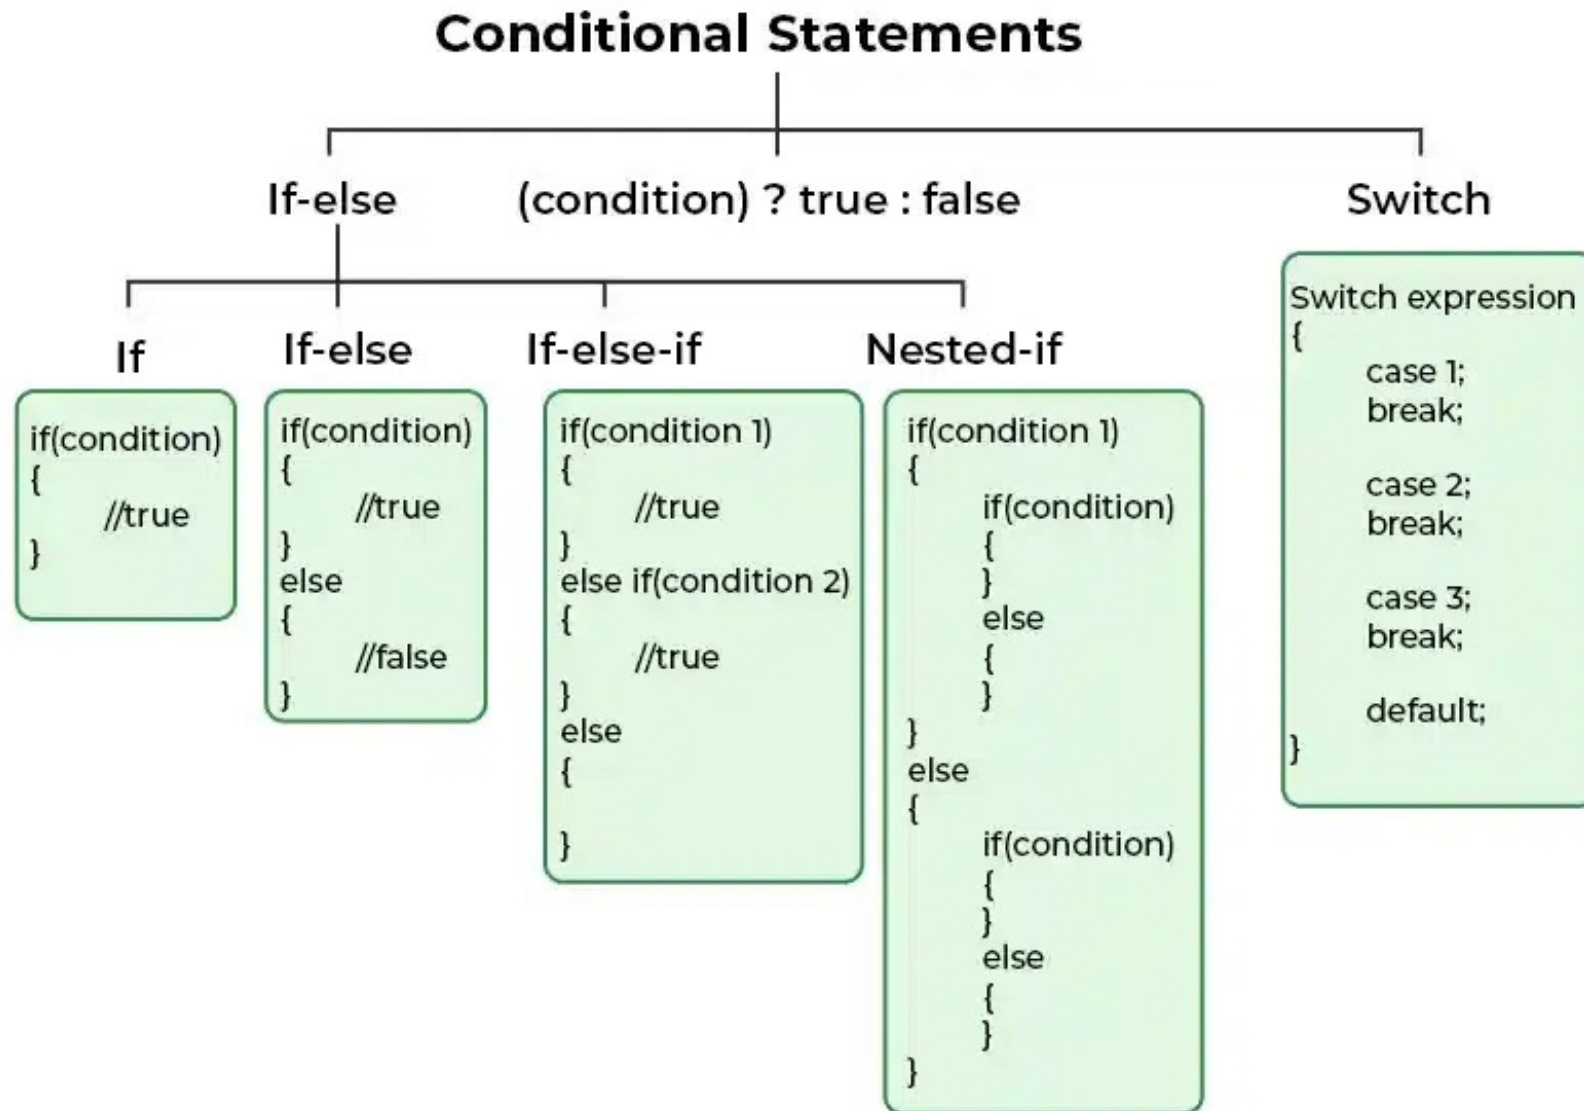 Conditional Statements
If-else
(condition) ? true : false
Switch
If
if(condition)
{
//true
}
If-else
if(condition)
{
//true
}
else
{
//false
}
If-else-if
if(condition 1)
{
//true
}
else if(condition 2)
{
//true
}
else
{
}
Nested-if
if(condition 1)
{
if(condition)
{
}
else
{
}
}
else
{
if(condition)
{
}
else
{
}
}
Switch expression
{
case 1;
break;
case 2;
break;
case 3;
break;
default;
}